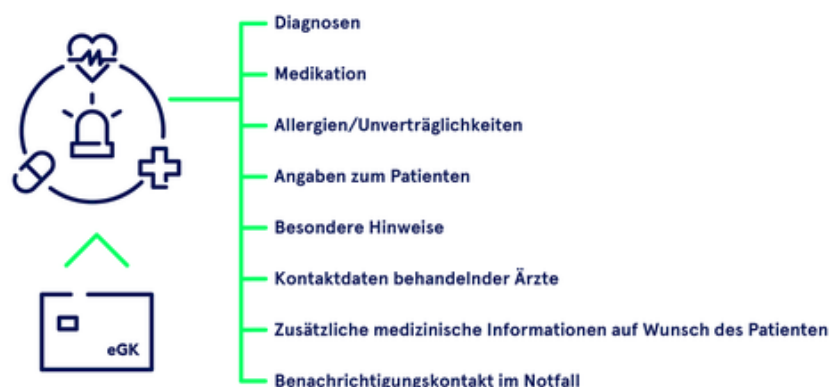 Diagnosen
Medikation
Allergien/Unverträglichkeiten
Angaben zum Patienten
Besondere Hinweise
Kontaktdaten behandelnder Ärzte
Zusätzliche medizinische Informationen auf Wunsch des Patienten
eGK
Benachrichtigungskontakt im Notfall